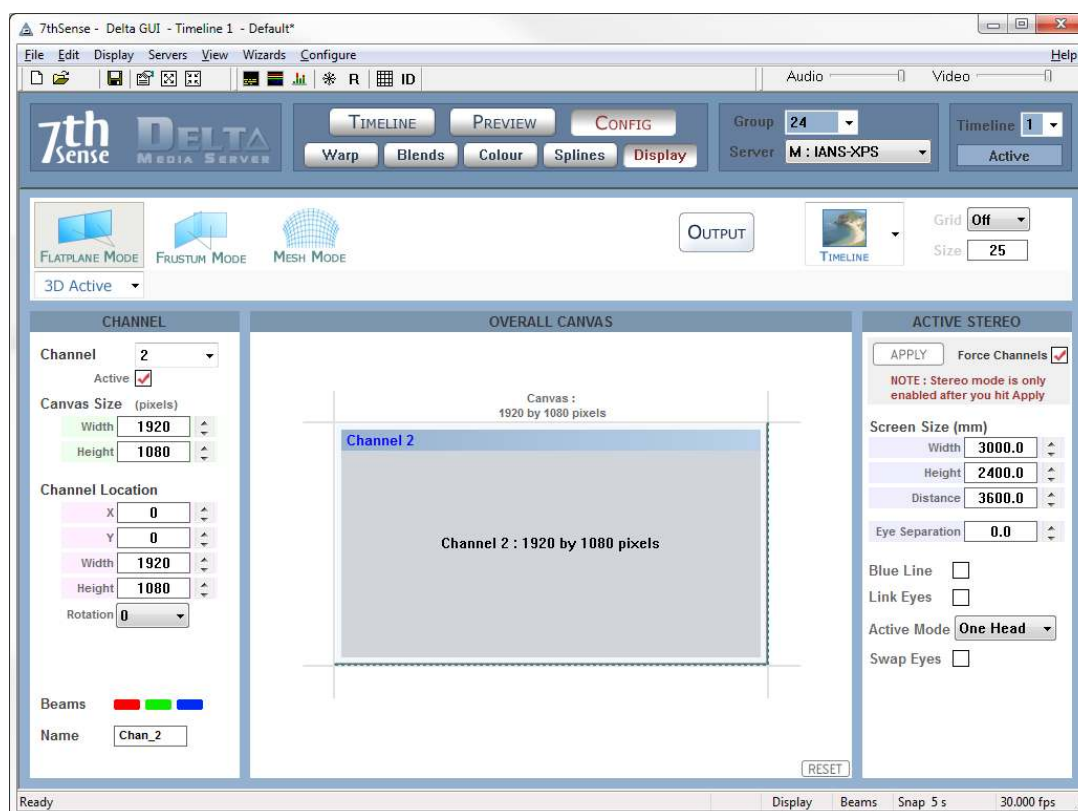 7thSense - Delta GUI - Timeline 1 - Default*
File Edit Display Servers View Wizards Configure Help
R ID Audio Video
7th Sense DELTA MEDIA SERVER
TIMELINE PREVIEW CONFIG
Warp Blends Colour Splines Display
Group 24
Server M : IANS-XPS
Timeline 1
Active
FLATPLANE MODE FRUSTUM MODE MESH MODE
OUTPUT
TIMELINE
Grid Off
Size 25
3D Active
CHANNEL
Channel 2
Active
Canvas Size (pixels)
Width 1920
Height 1080
Channel Location
X 0
Y 0
Width 1920
Height 1080
Rotation 0
Beams
Name Chan_2
OVERALL CANVAS
Canvas :
1920 by 1080 pixels
Channel 2
Channel 2 : 1920 by 1080 pixels
RESET
ACTIVE STEREO
APPLY Force Channels
NOTE : Stereo mode is only
enabled after you hit Apply
Screen Size (mm)
Width 3000.0
Height 2400.0
Distance 3600.0
Eye Separation 0.0
Blue Line
Link Eyes
Active Mode One Head
Swap Eyes
Ready Display Beams Snap 5 s 30.000 fps